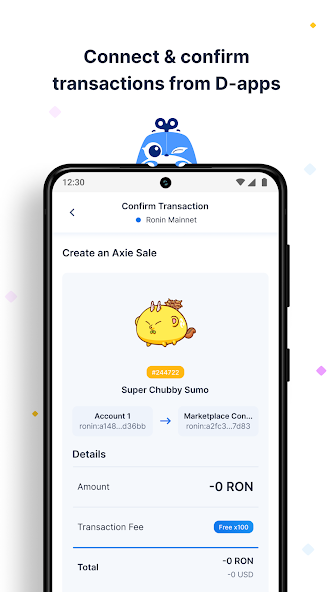 Connect & confirm
transactions from D-apps
12:30
Confirm Transaction
Ronin Mainnet
Create an Axie Sale
#244722
Super Chubby Sumo
Account 1
ronin:a148...d36bb
Marketplace Con...
ronin:a2fc3...7d83
Details
Amount
-0 RON
Transaction Fee
Free x100
Total
-0 RON
-0 USD